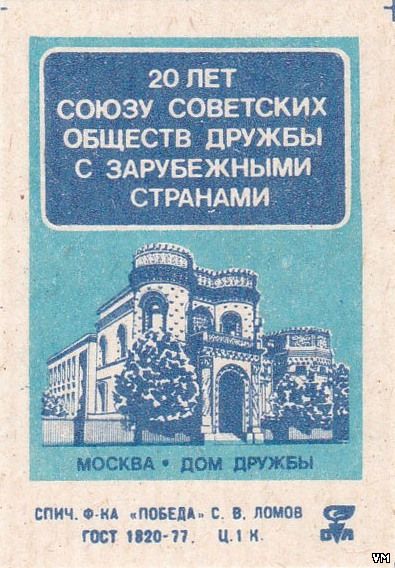 20 ЛЕТ
СОЮЗУ СОВЕТСКИХ
ОБЩЕСТВ ДРУЖБЫ
С ЗАРУБЕЖНЫМИ
СТРАНАМИ
МОСКВА • ДОМ ДРУЖБЫ
СПИЧ. Ф-КА «ПОБЕДА» С. В. ЛОМОВ
ГОСТ 1820-77. Ц.1 К.
VM